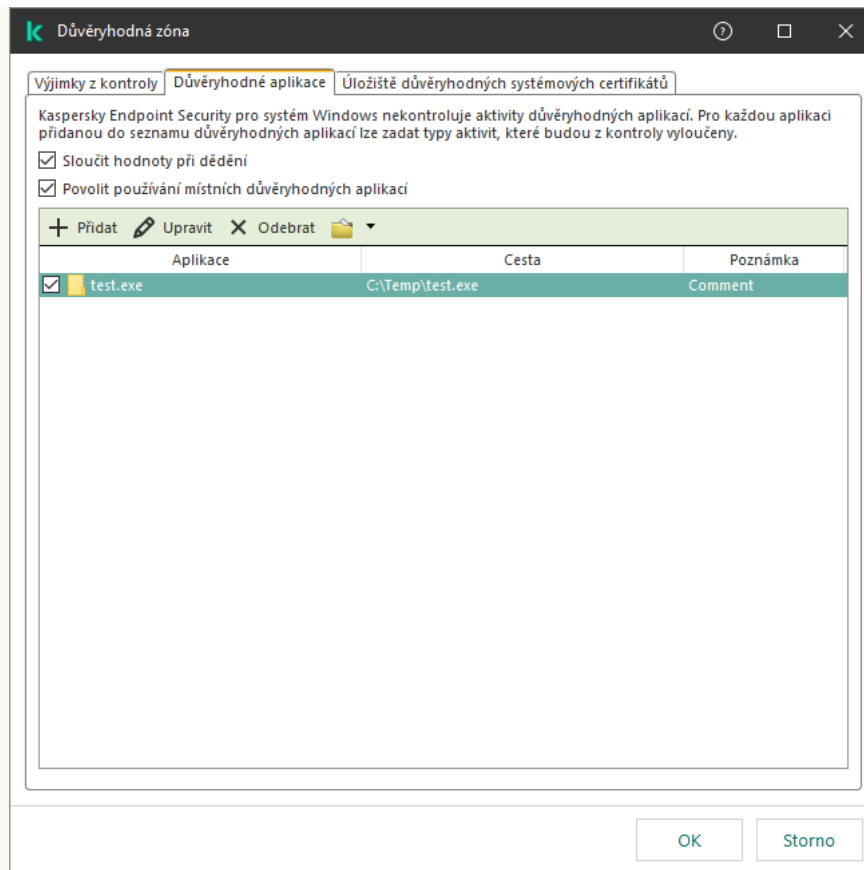 Důvěryhodná zóna
Výjimky z kontroly Důvěryhodné aplikace Úložiště důvěryhodných systémových certifikátů
Kaspersky Endpoint Security pro systém Windows nekontroluje aktivity důvěryhodných aplikací. Pro každou aplikaci
přidanou do seznamu důvěryhodných aplikací lze zadat typy aktivit, které budou z kontroly vyloučeny.
Sloučit hodnoty při dědění
Povolit používání místních důvěryhodných aplikací
Přidat Upravit Odebrat
Aplikace Cesta Poznámka
test.exe C:\Temp\test.exe Comment
OK Storno